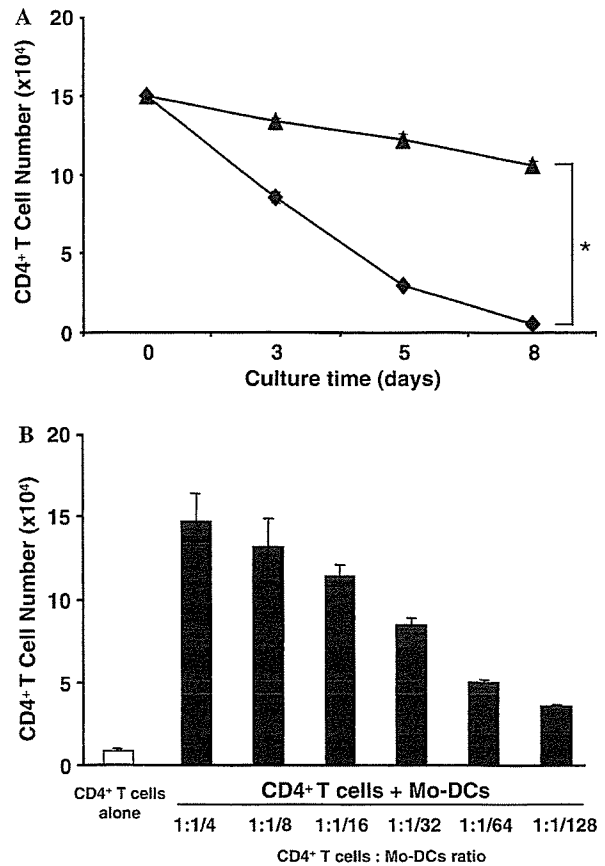 A
CD4⁺ T Cell Number (x10⁴)
20
15
10
5
0
*
0 3 5 8
Culture time (days)
B
CD4⁺ T Cell Number (x10⁴)
20
15
10
5
0
CD4⁺ T cells
alone
CD4⁺ T cells + Mo-DCs
1:1/4 1:1/8 1:1/16 1:1/32 1:1/64 1:1/128
CD4⁺ T cells : Mo-DCs ratio